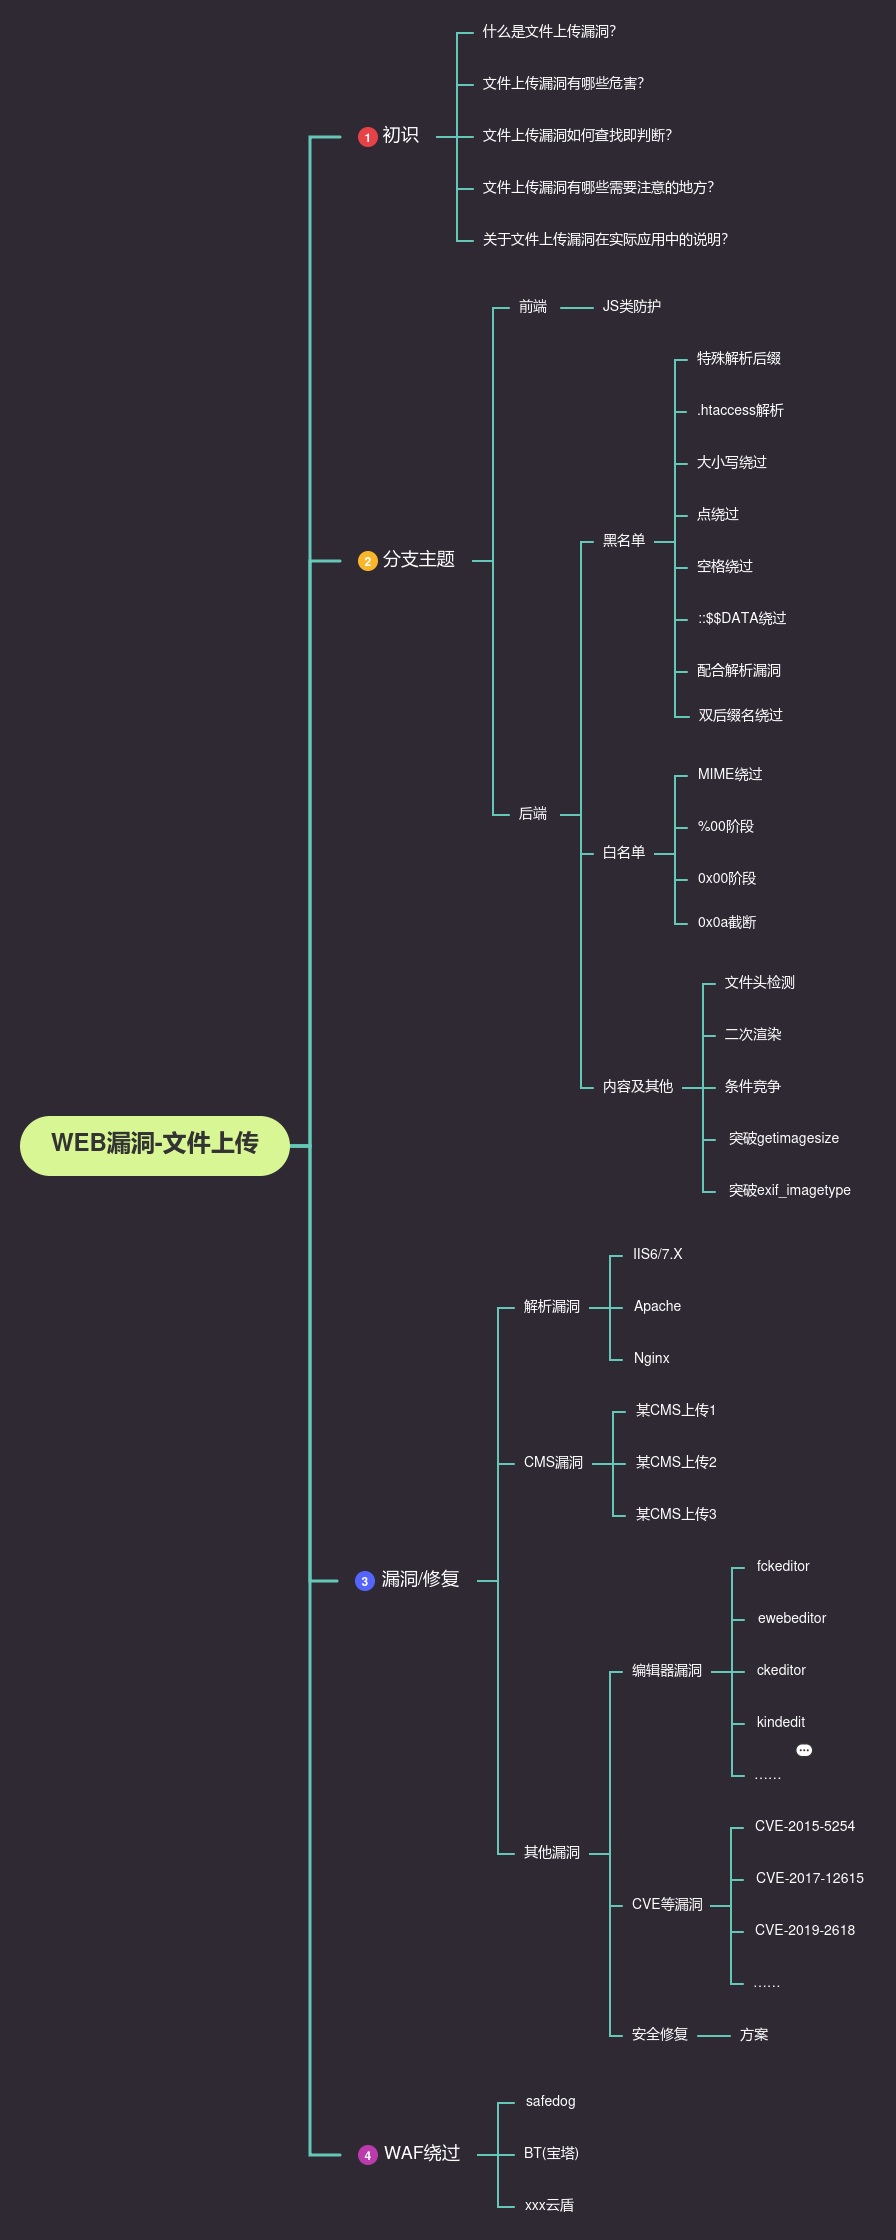 什么是文件上传漏洞?
文件上传漏洞有哪些危害?
1 初识
文件上传漏洞如何查找即判断?
文件上传漏洞有哪些需要注意的地方?
关于文件上传漏洞在实际应用中的说明?
前端
JS类防护
特殊解析后缀
.htaccess解析
大小写绕过
点绕过
黑名单
空格绕过
2 分支主题
::$$DATA绕过
配合解析漏洞
双后缀名绕过
MIME绕过
后端
%00阶段
白名单
0x00阶段
0x0a截断
文件头检测
二次渲染
内容及其他
条件竞争
WEB漏洞-文件上传
突破getimagesize
突破exif_imagetype
IIS6/7.X
解析漏洞
Apache
Nginx
某CMS上传1
CMS漏洞
某CMS上传2
某CMS上传3
fckeditor
3 漏洞/修复
ewebeditor
编辑器漏洞
ckeditor
kindedit
……
CVE-2015-5254
其他漏洞
CVE-2017-12615
CVE等漏洞
CVE-2019-2618
……
安全修复
方案
safedog
4 WAF绕过
BT(宝塔)
xxx云盾